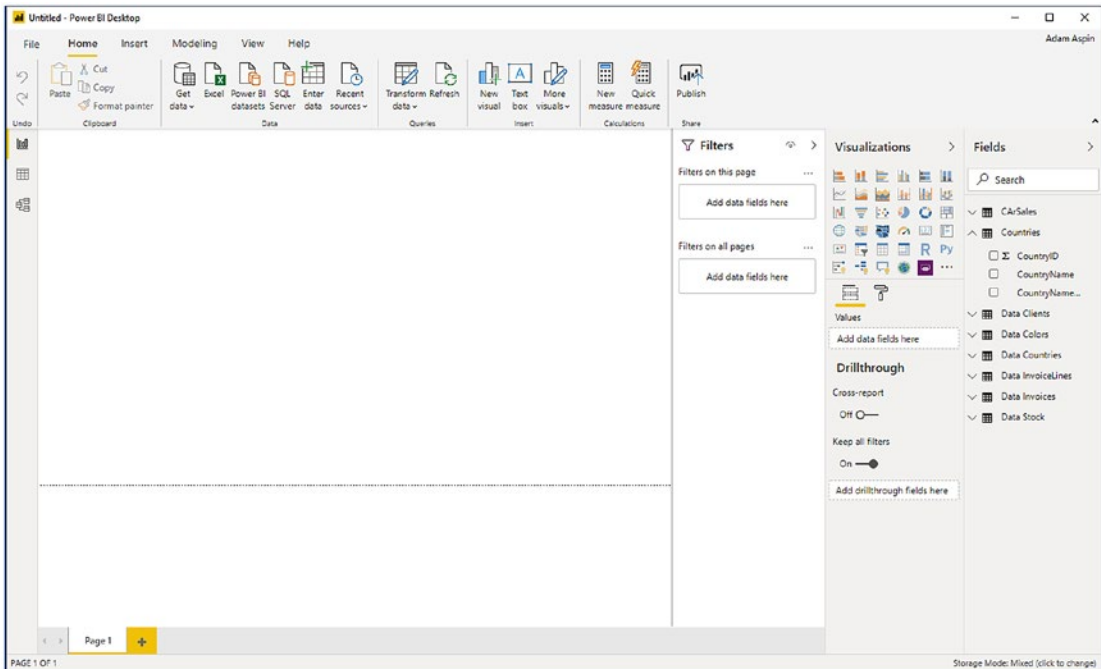 Untitled - Power BI Desktop
Adam Aspin
File Home Insert Modeling View Help
Paste
Cut
Copy
Format painter
Get data
Excel
Power BI datasets
SQL Server
Enter data
Recent sources
Transform data
Refresh
New visual
Text box
More visuals
New measure
Quick measure
Publish
Undo Clipboard Data Queries Insert Calculations Share
Filters
Filters on this page ...
Add data fields here
Filters on all pages ...
Add data fields here
Visualizations
R Py
...
Values
Add data fields here
Drillthrough
Cross-report
Off
Keep all filters
On
Add drillthrough fields here
Fields
Search
CArSales
Countries
Σ CountryID
CountryName
CountryName...
Data Clients
Data Colors
Data Countries
Data InvoiceLines
Data Invoices
Data Stock
Page 1 +
PAGE 1 OF 1
Storage Mode: Mixed (click to change)